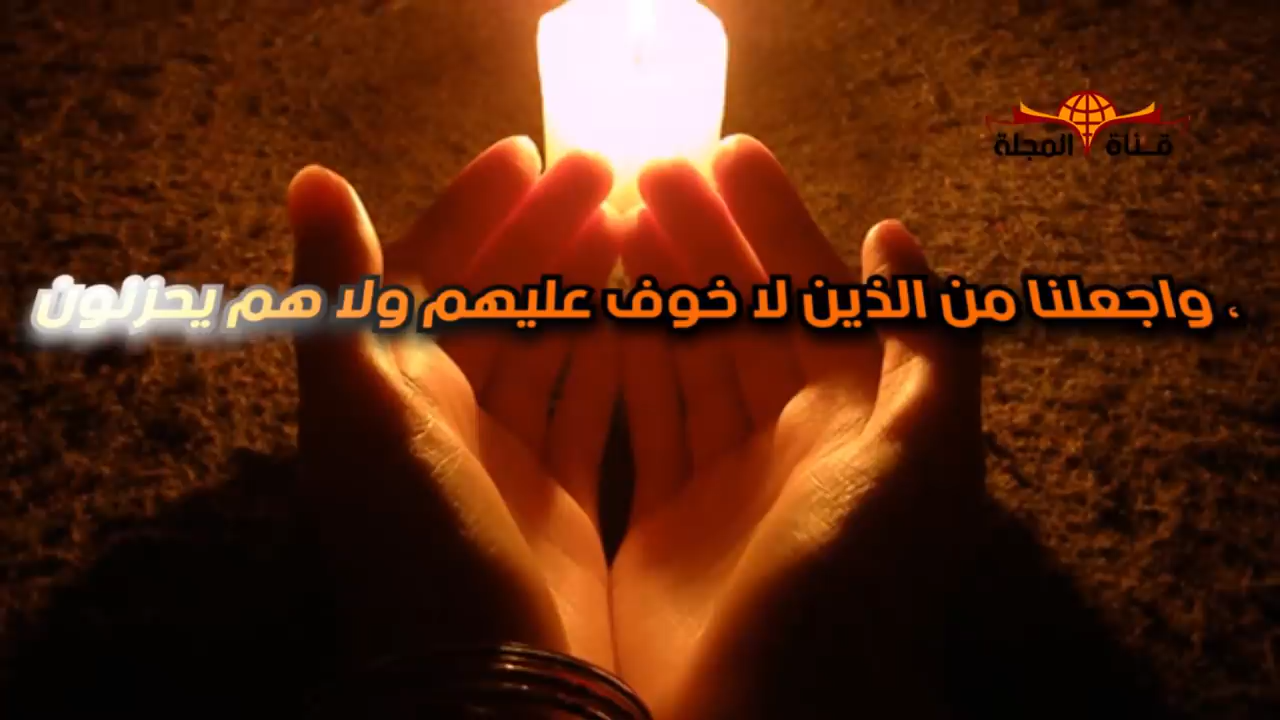 قناة المجلة
، واجعلنا من الذين لا خوف عليهم ولا هم يحزنون